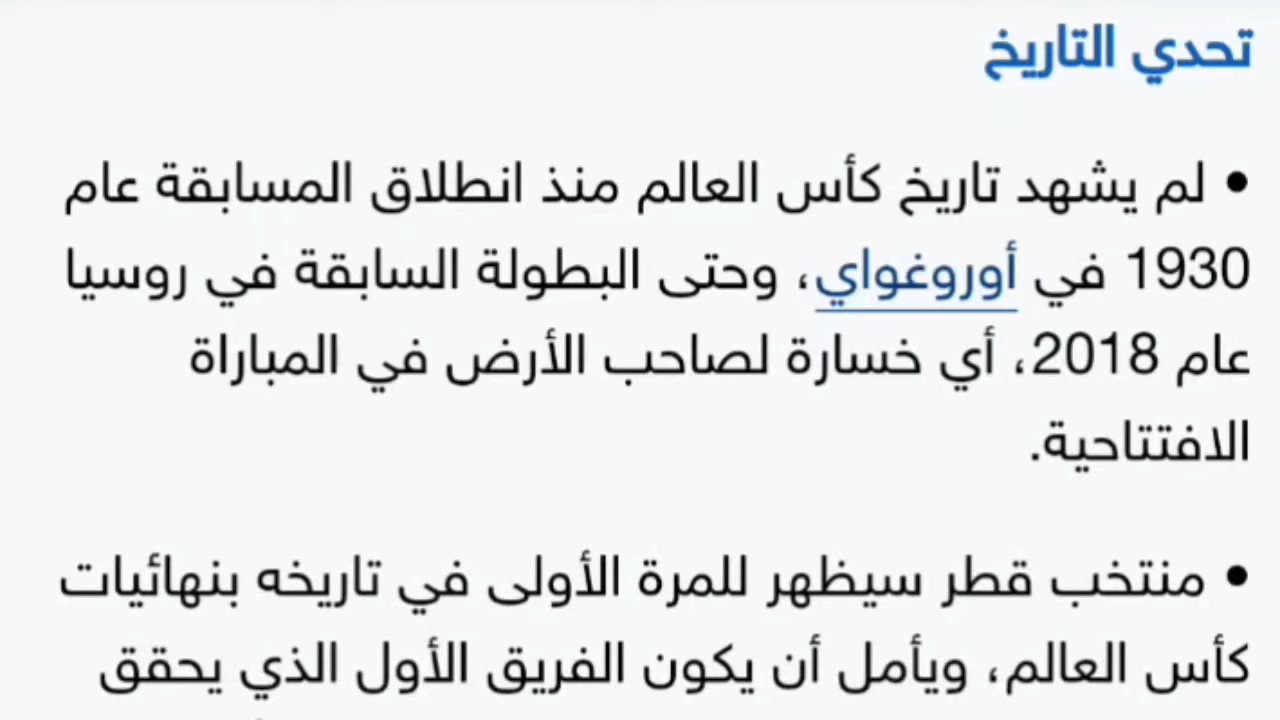 تحدي التاريخ
• لم يشهد تاريخ كأس العالم منذ انطلاق المسابقة عام
1930 في أوروغواي، وحتى البطولة السابقة في روسيا
عام 2018، أي خسارة لصاحب الأرض في المباراة
الافتتاحية.
• منتخب قطر سيظهر للمرة الأولى في تاريخه بنهائيات
كأس العالم، ويأمل أن يكون الفريق الأول الذي يحقق